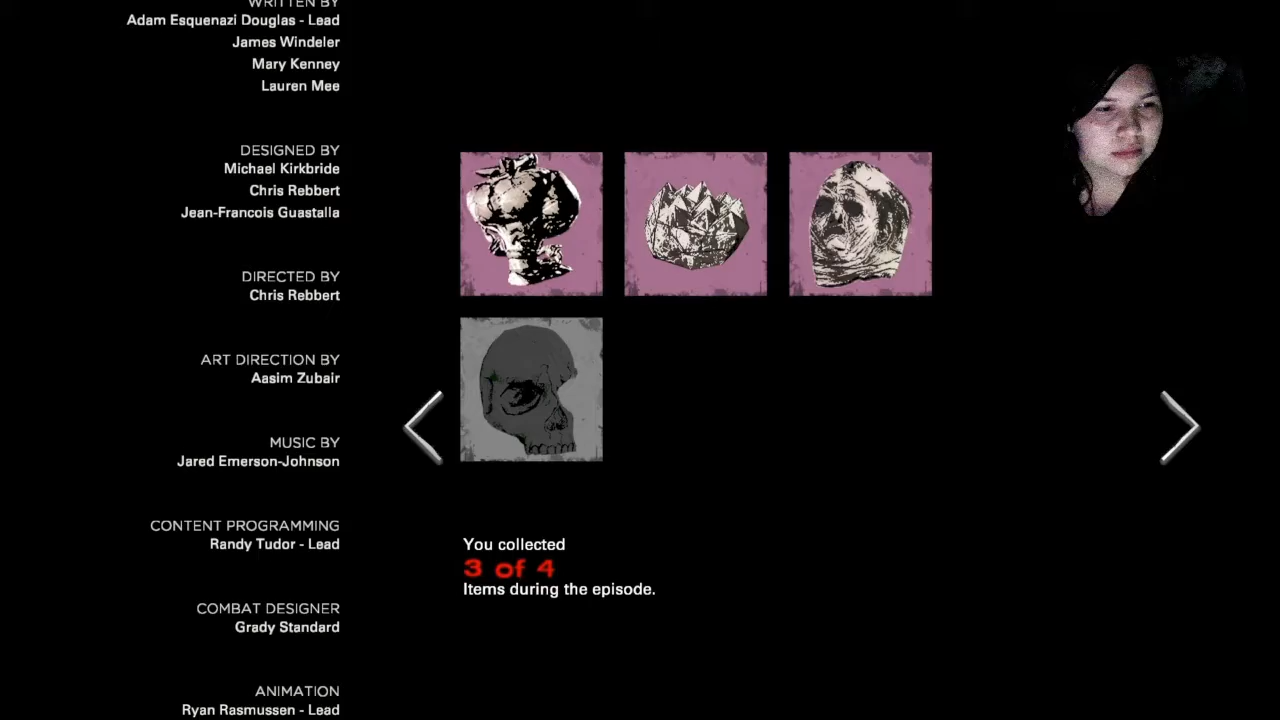 WRITTEN BY
Adam Esquenazi Douglas - Lead
James Windeler
Mary Kenney
Lauren Mee
DESIGNED BY
Michael Kirkbride
Chris Rebbert
Jean-Francois Guastalla
DIRECTED BY
Chris Rebbert
ART DIRECTION BY
Aasim Zubair
MUSIC BY
Jared Emerson-Johnson
CONTENT PROGRAMMING
Randy Tudor - Lead
COMBAT DESIGNER
Grady Standard
ANIMATION
Ryan Rasmussen - Lead
You collected
3 of 4
Items during the episode.